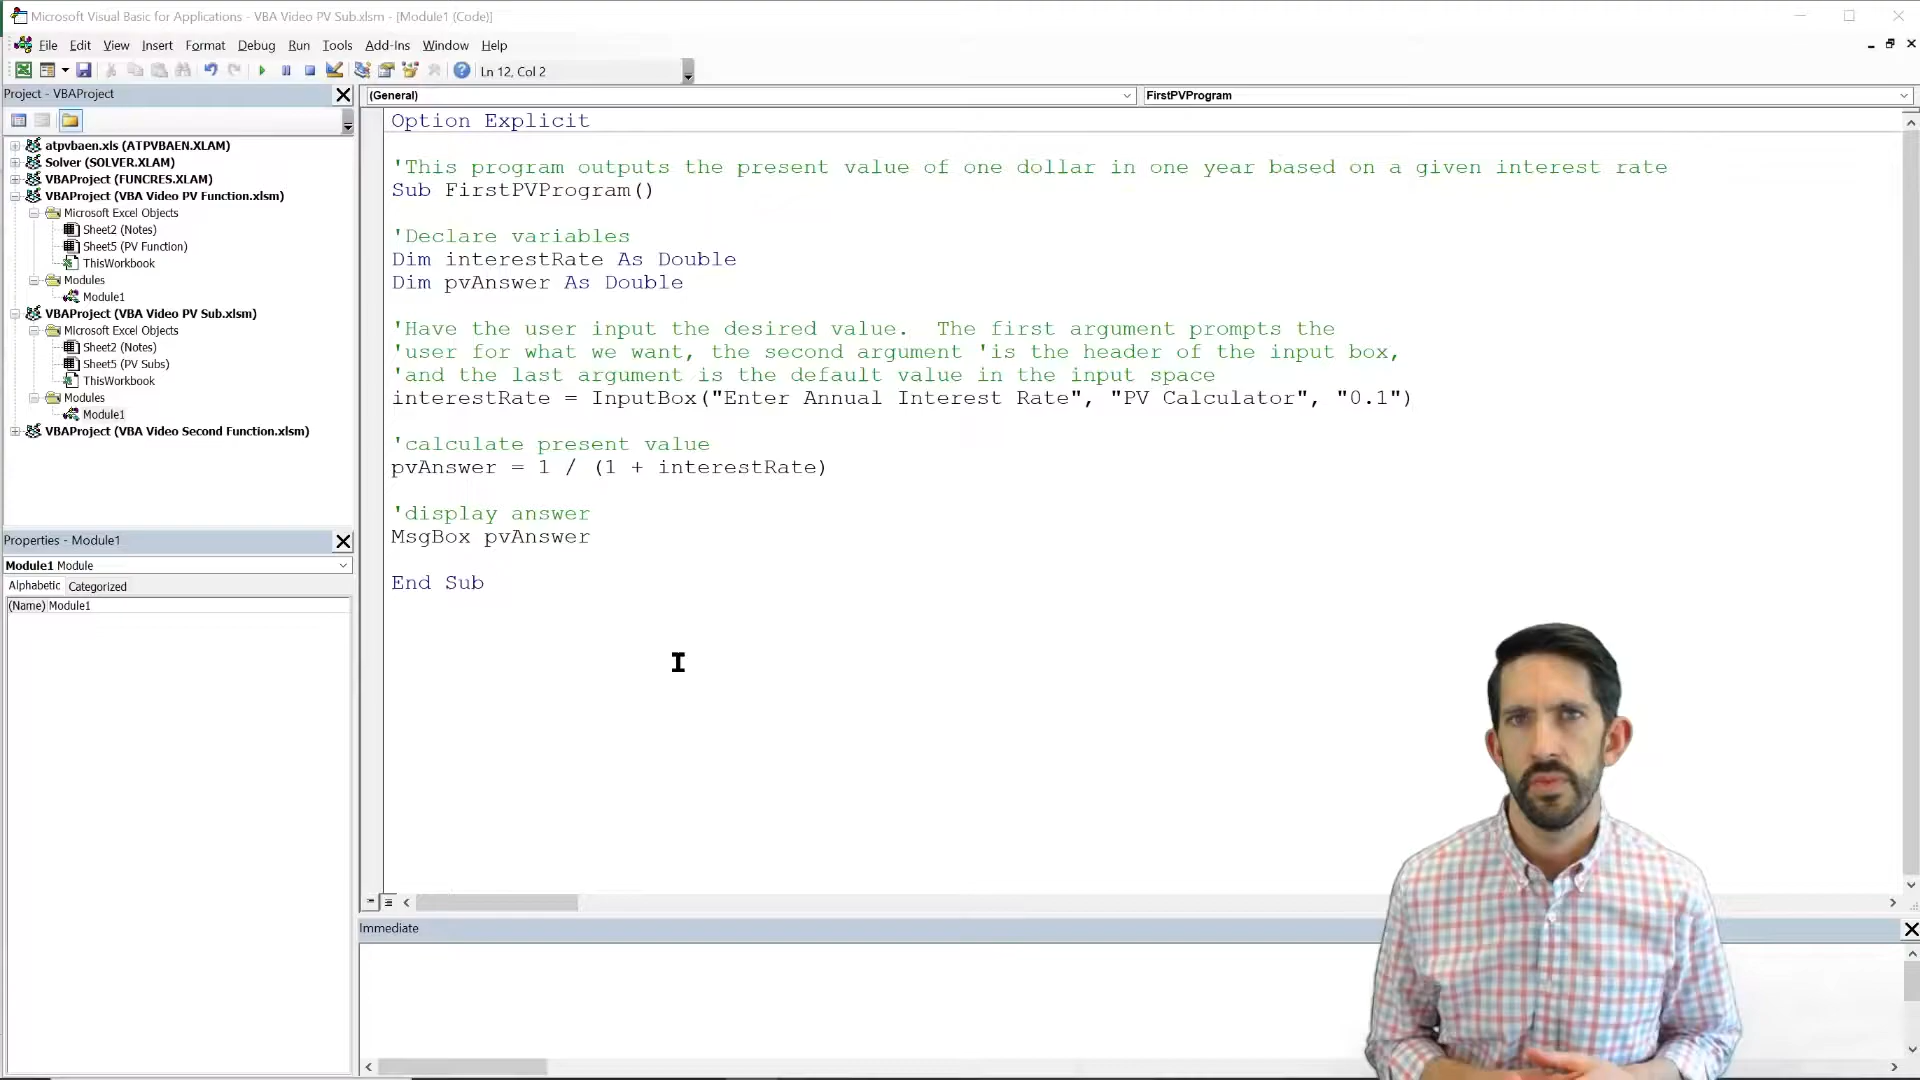 Microsoft Visual Basic for Applications - VBA Video PV Sub.xlsm - [Module1 (Code)]
File Edit View Insert Format Debug Run Tools Add-Ins Window Help
Ln 12, Col 2
Project - VBAProject
atpvbaen.xls (ATPVBAEN.XLAM)
Solver (SOLVER.XLAM)
VBAProject (FUNCRES.XLAM)
VBAProject (VBA Video PV Function.xlsm)
Microsoft Excel Objects
Sheet2 (Notes)
Sheet5 (PV Function)
ThisWorkbook
Modules
Module1
VBAProject (VBA Video PV Sub.xlsm)
Microsoft Excel Objects
Sheet2 (Notes)
Sheet5 (PV Subs)
ThisWorkbook
Modules
Module1
VBAProject (VBA Video Second Function.xlsm)
Properties - Module1
Module1 Module
Alphabetic Categorized
(Name) Module1
(General) FirstPVProgram
Option Explicit
'This program outputs the present value of one dollar in one year based on a given interest rate
Sub FirstPVProgram()
'Declare variables
Dim interestRate As Double
Dim pvAnswer As Double
'Have the user input the desired value.  The first argument prompts the
'user for what we want, the second argument 'is the header of the input box,
'and the last argument is the default value in the input space
interestRate = InputBox("Enter Annual Interest Rate", "PV Calculator", "0.1")
'calculate present value
pvAnswer = 1 / (1 + interestRate)
'display answer
MsgBox pvAnswer
End Sub
Immediate